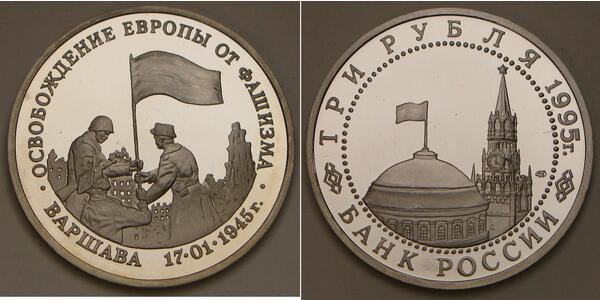 ОСВОБОЖДЕНИЕ ЕВРОПЫ ОТ ФАШИЗМА
ВАРШАВА 17·01·1945г.
ТРИ РУБЛЯ 1995г.
БАНК РОССИИ